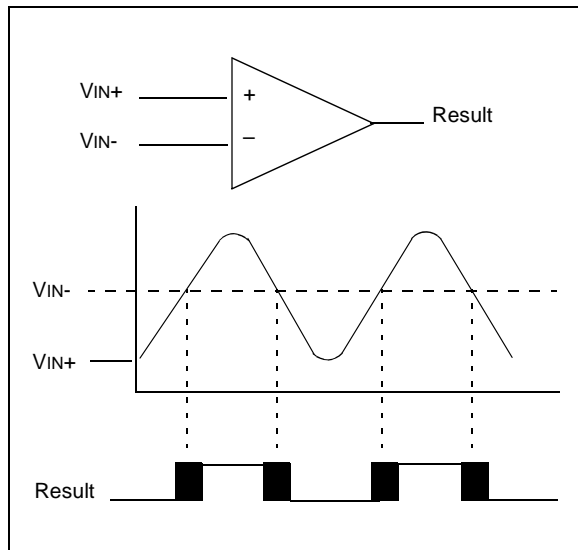 VIN+
+
Result
VIN-
–
VIN-
VIN+
Result